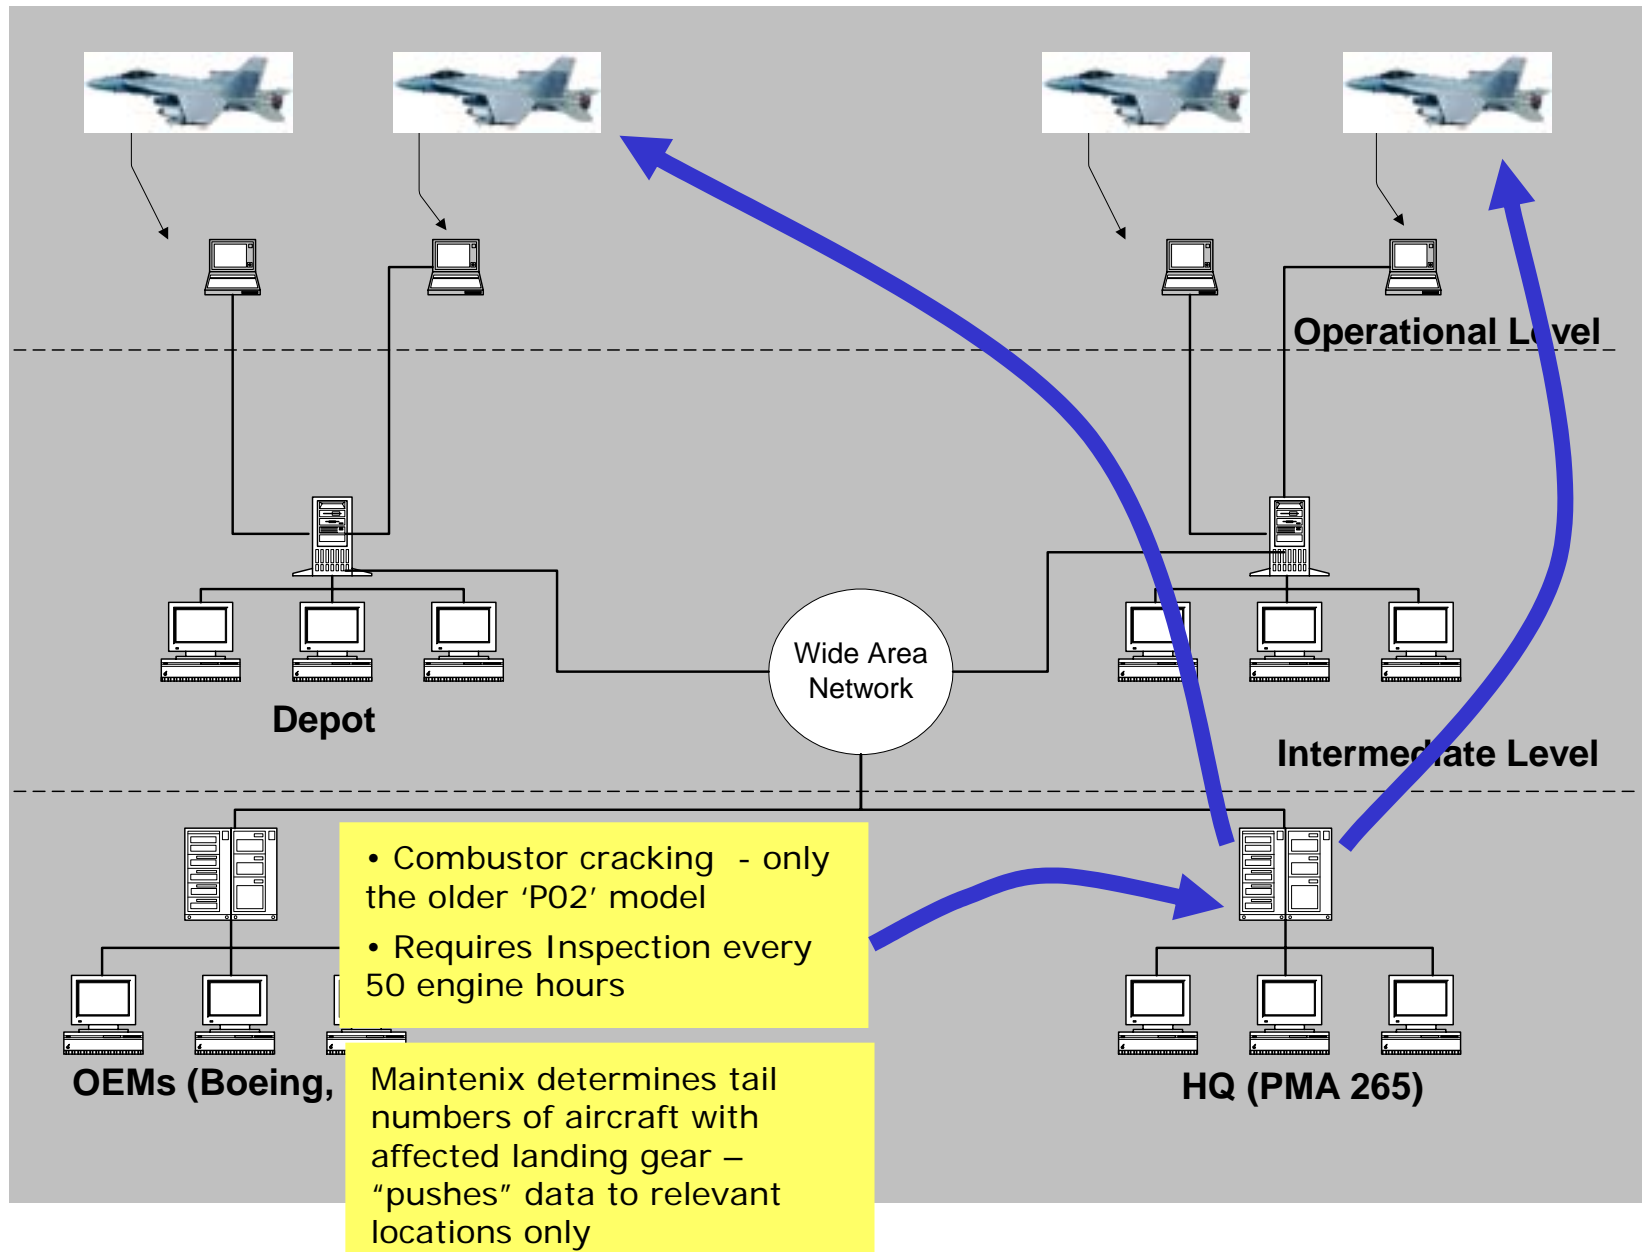 Operational Level
Wide Area
Network
Depot
Intermediate Level
• Combustor cracking - only
the older ‘P02’ model
• Requires Inspection every
50 engine hours
OEMs (Boeing,
HQ (PMA 265)
Maintenix determines tail
numbers of aircraft with
affected landing gear –
“pushes” data to relevant
locations only